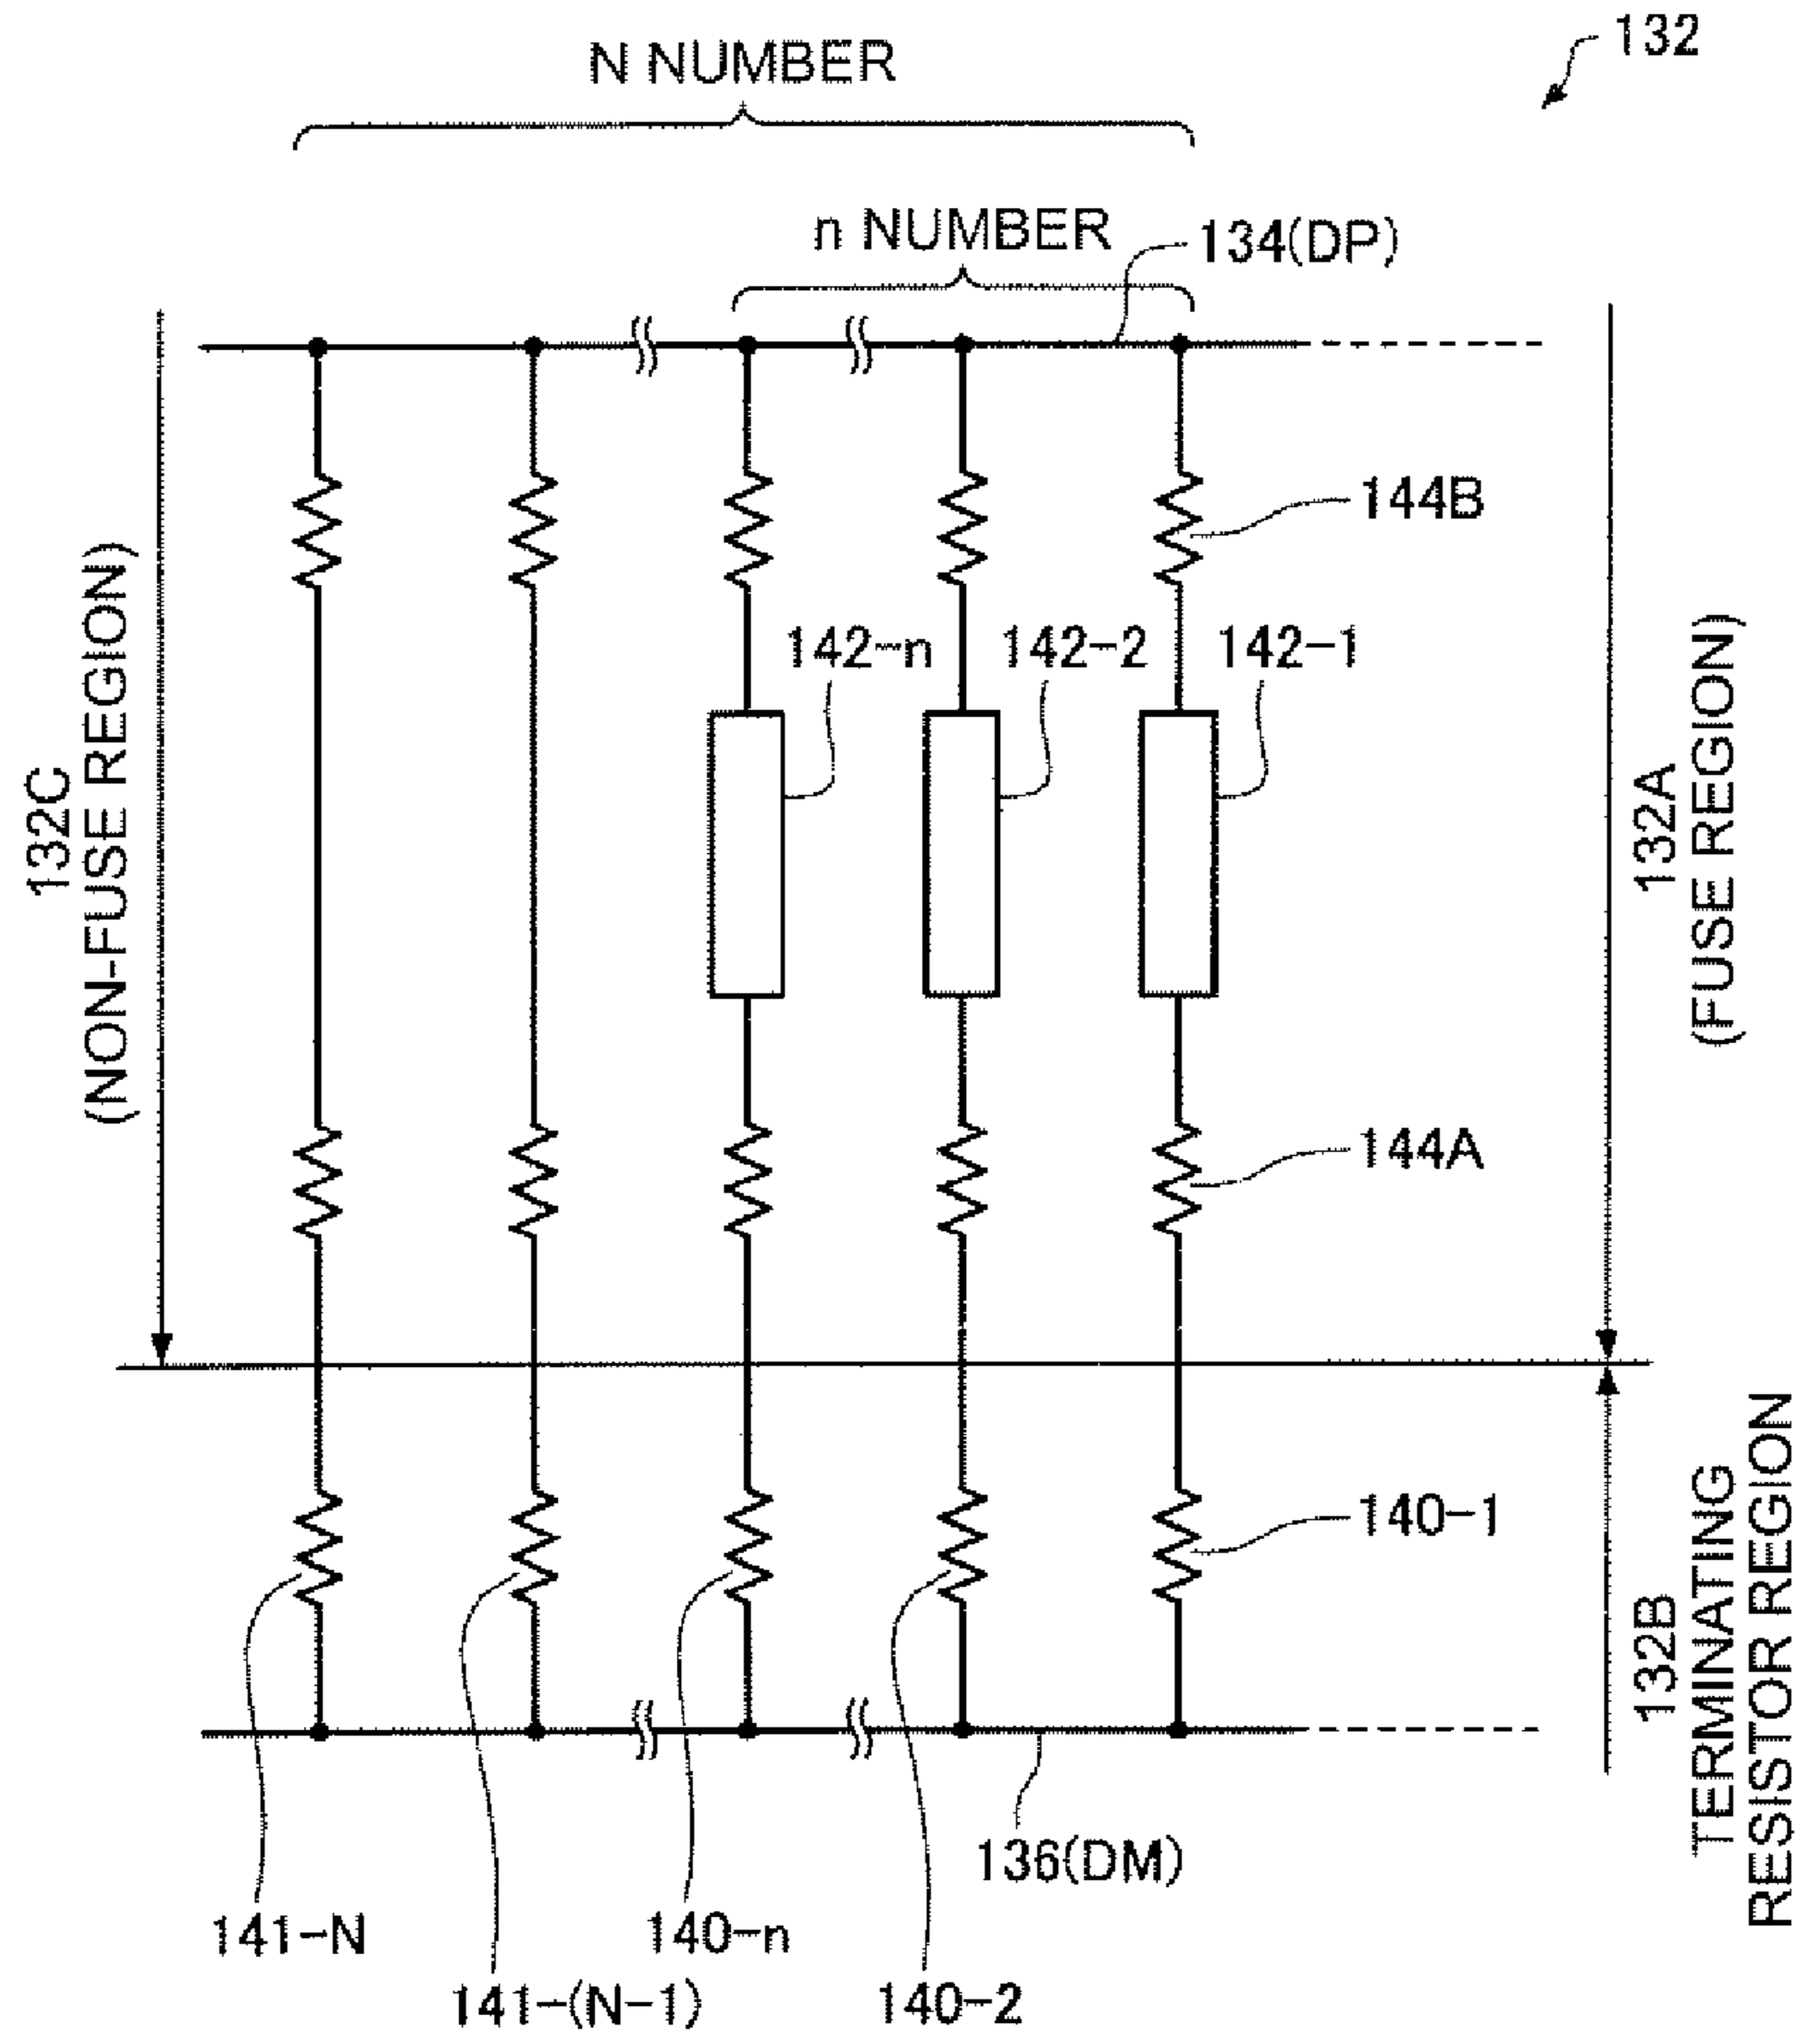 132
N NUMBER
n NUMBER
134(DP)
144B
142-n
142-2
142-1
132C
(NON-FUSE REGION)
132A
(FUSE REGION)
144A
140-1
132B
TERMINATING
RESISTOR REGION
136(DM)
141-N
140-n
141-(N-1)
140-2